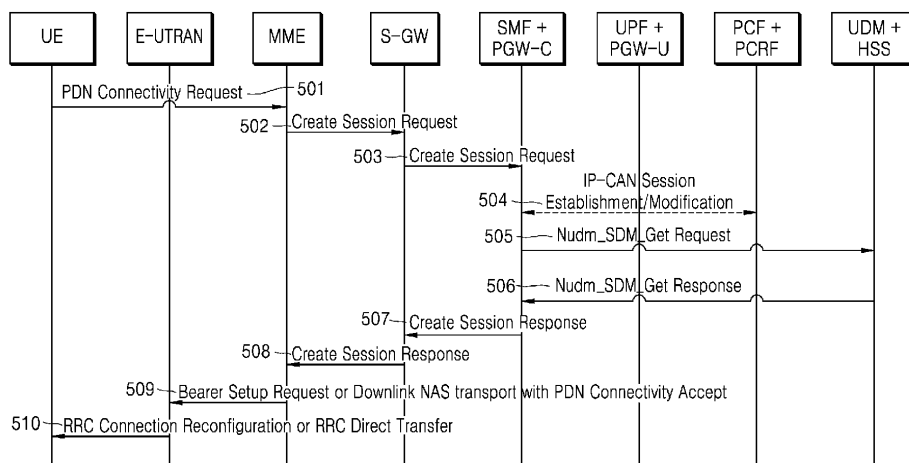 UE
E-UTRAN
MME
S-GW
SMF +
PGW-C
UPF +
PGW-U
PCF +
PCRF
UDM +
HSS
PDN Connectivity Request
501
502
Create Session Request
503
Create Session Request
IP-CAN Session
504
Establishment/Modification
505
Nudm_SDM_Get Request
506
Nudm_SDM_Get Response
507
Create Session Response
508
Create Session Response
509
Bearer Setup Request or Downlink NAS transport with PDN Connectivity Accept
510
RRC Connection Reconfiguration or RRC Direct Transfer